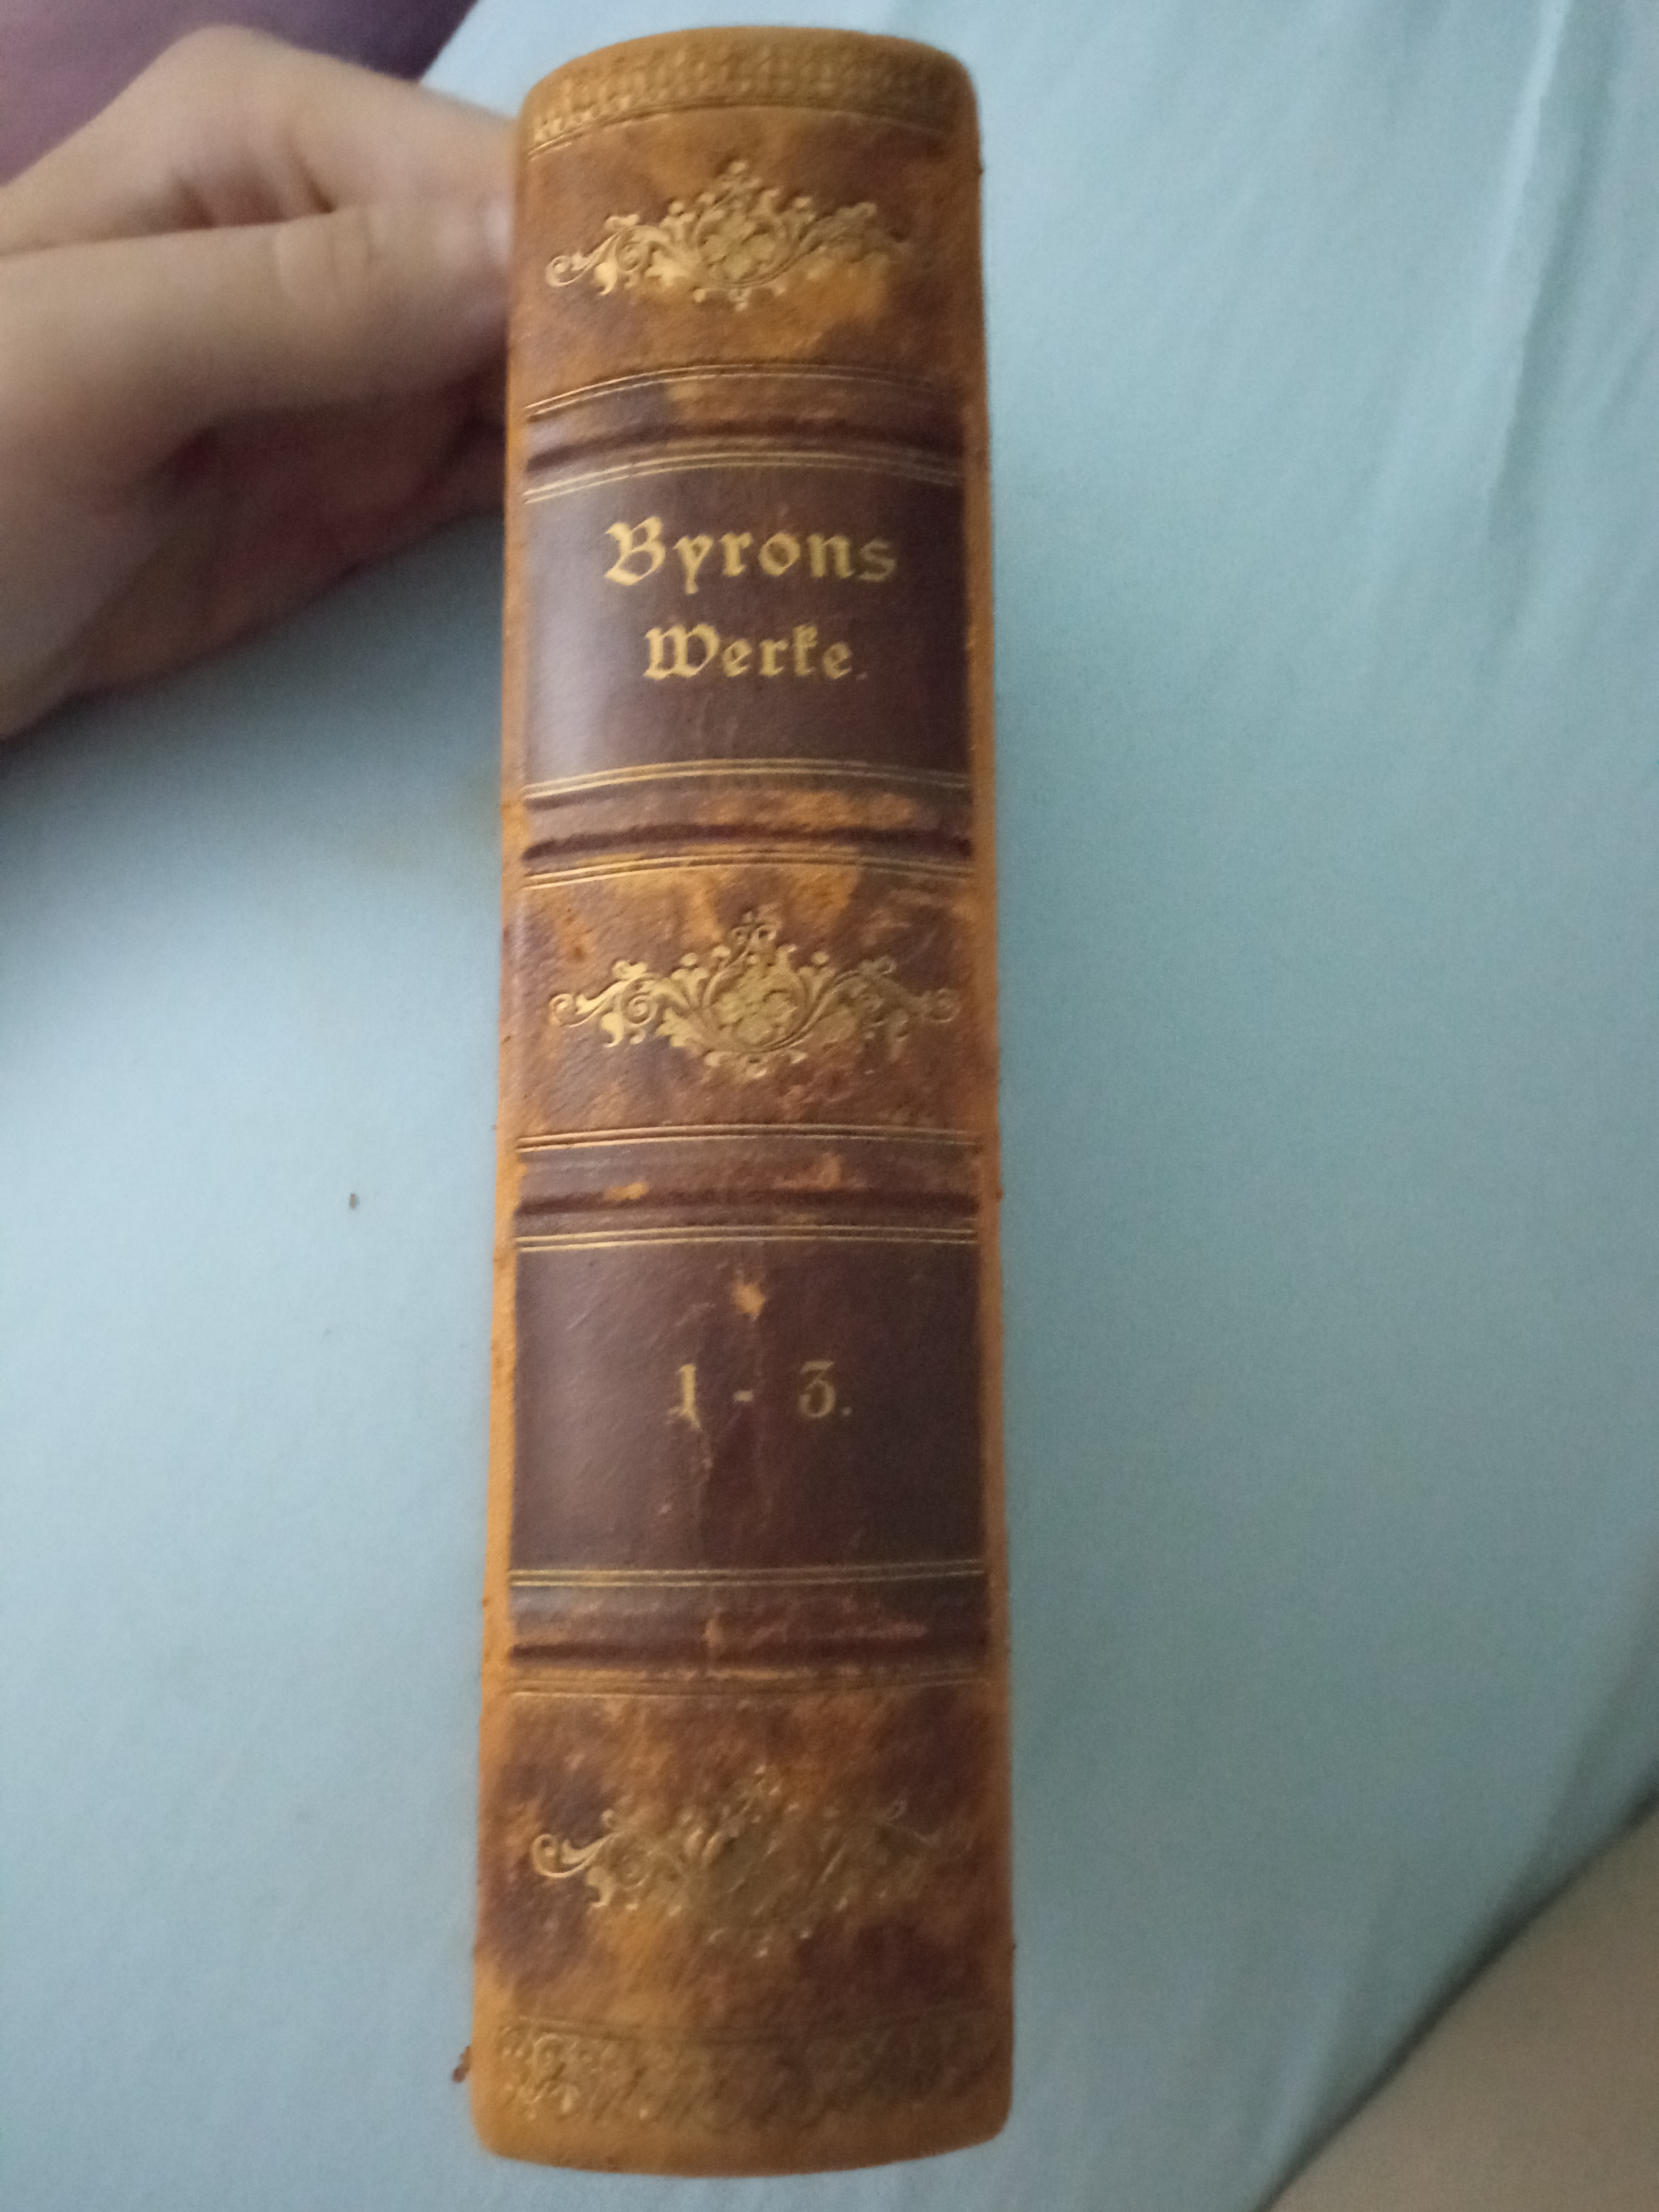 Byrons
Werke.
1 - 3.